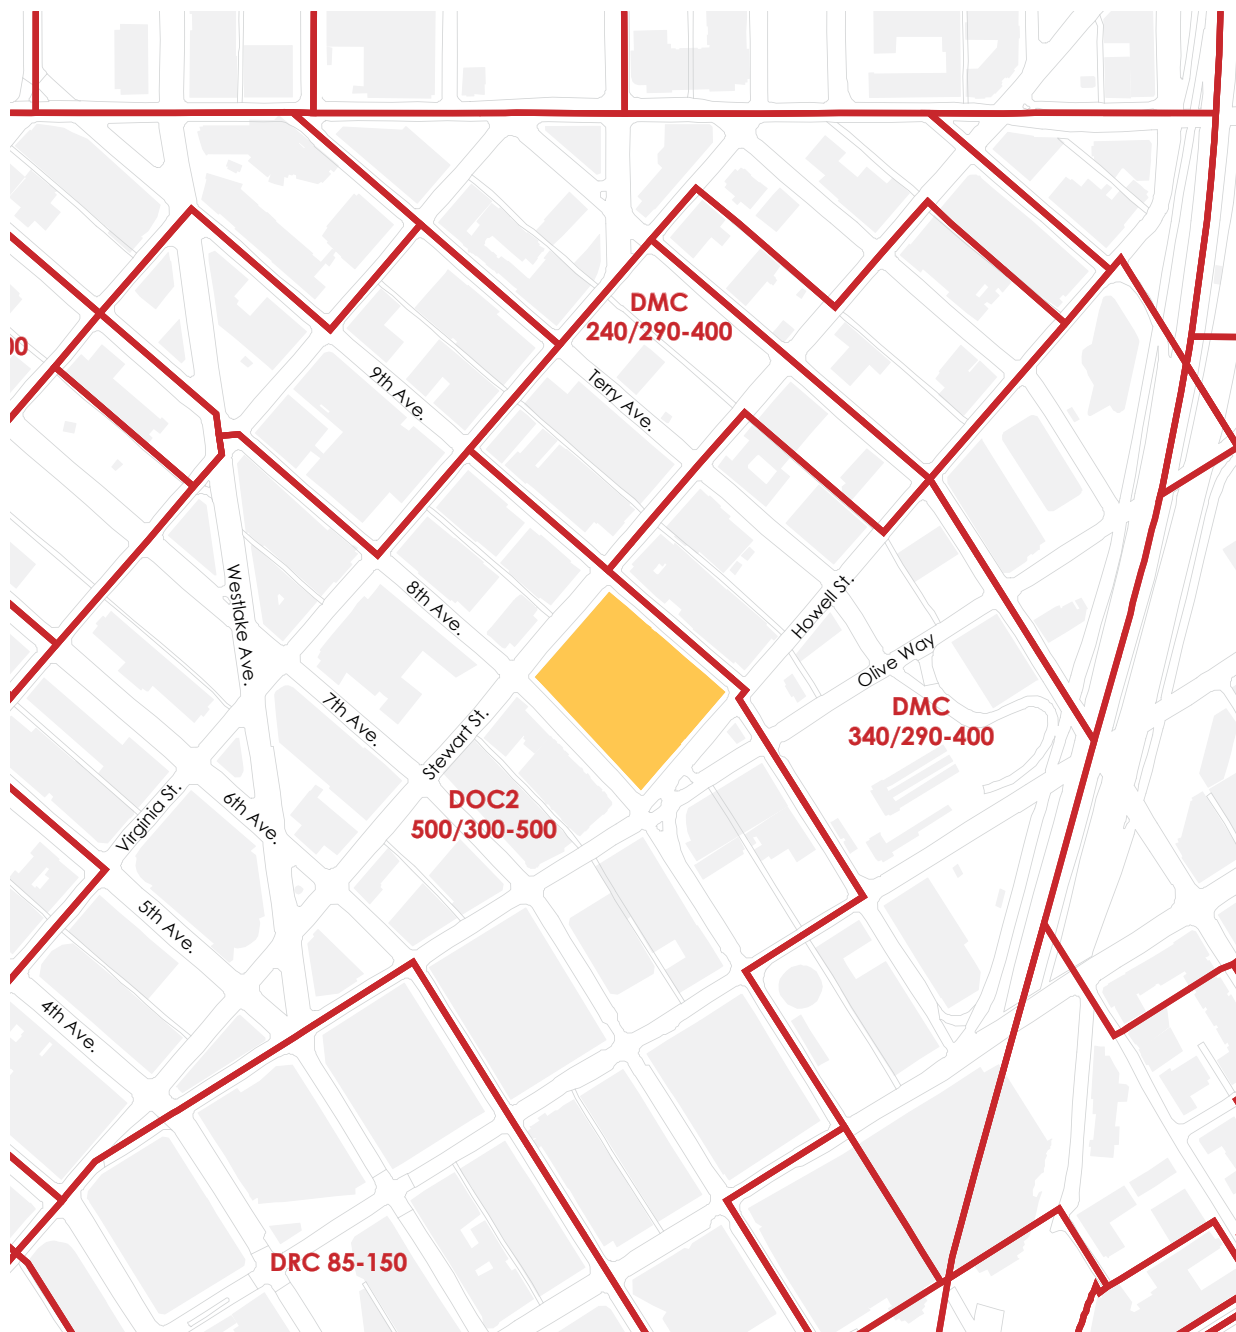 DMC
240/290-400
00
9th Ave.
Terry Ave.
Westlake Ave.
8th Ave.
Howell St.
Olive Way
7th Ave.
Stewart St.
DMC
340/290-400
Virginia St.
6th Ave.
DOC2
500/300-500
5th Ave.
4th Ave.
DRC 85-150